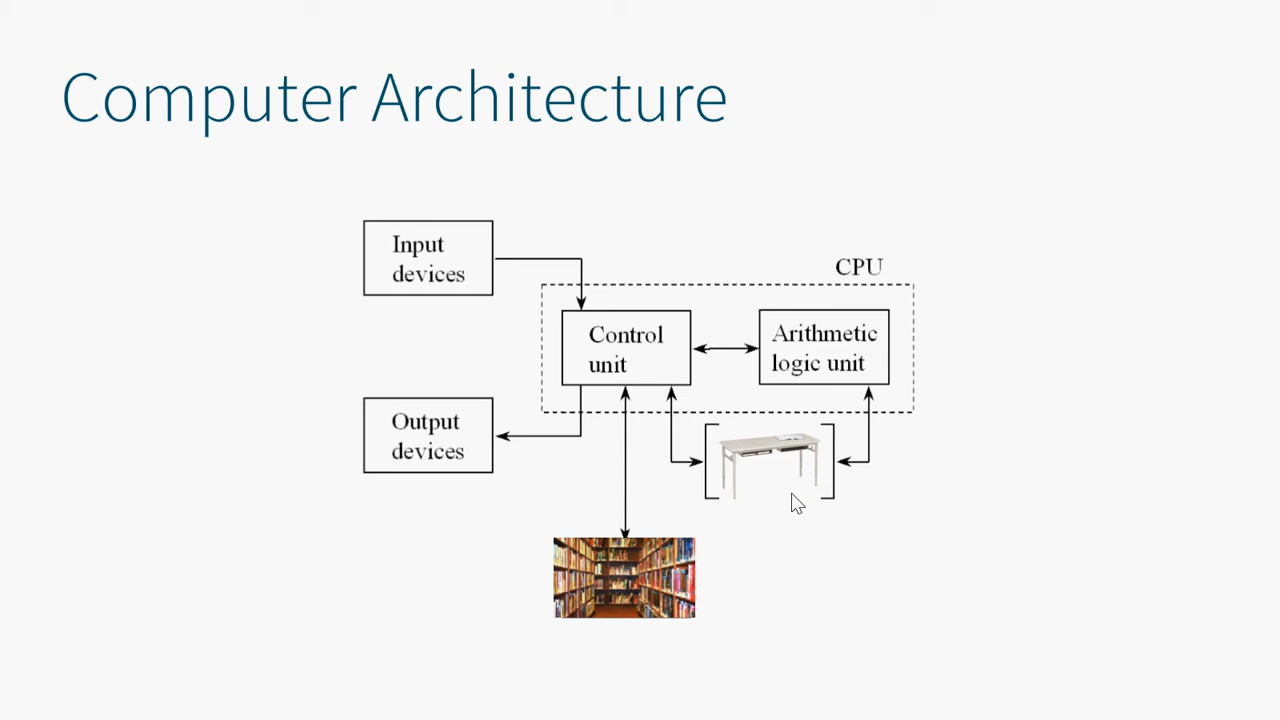 Computer Architecture
Input
devices
CPU
Control
unit
Arithmetic
logic unit
Output
devices